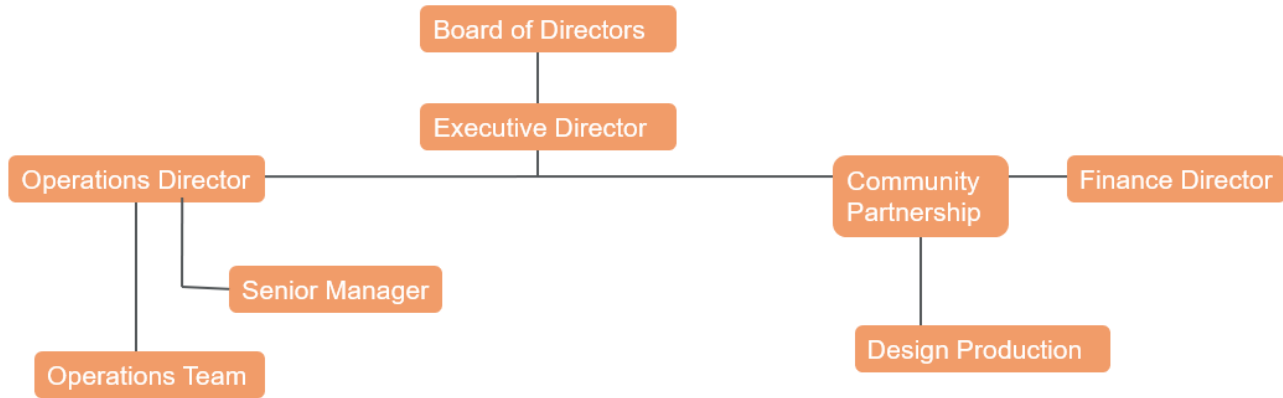 Board of Directors
Executive Director
Operations Director
Community
Partnership
Finance Director
Senior Manager
Design Production
Operations Team